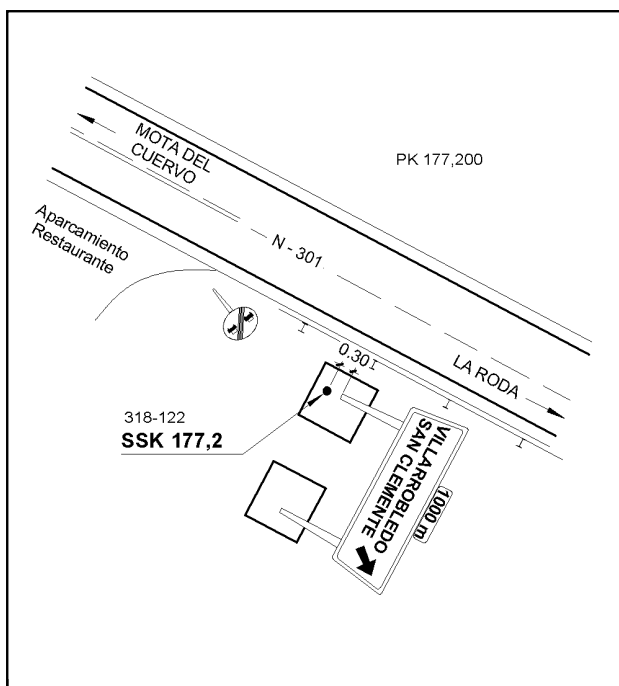 MOTA DEL
CUERVO
PK 177,200
Aparcamiento
Restaurante
N - 301
0.30
LA RODA
318-122
SSK 177,2
VILLARROBLEDO
SAN CLEMENTE
1000 m